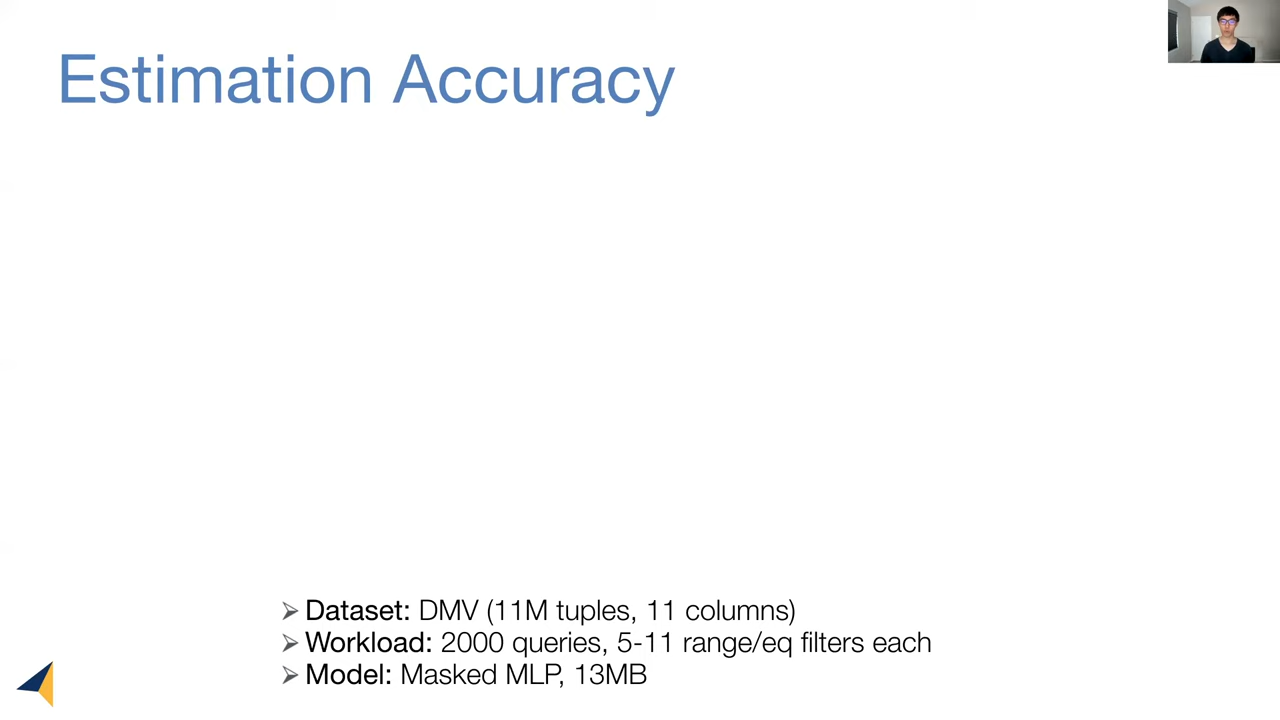 Estimation Accuracy
➢ Dataset: DMV (11M tuples, 11 columns)
➢ Workload: 2000 queries, 5-11 range/eq filters each
➢ Model: Masked MLP, 13MB